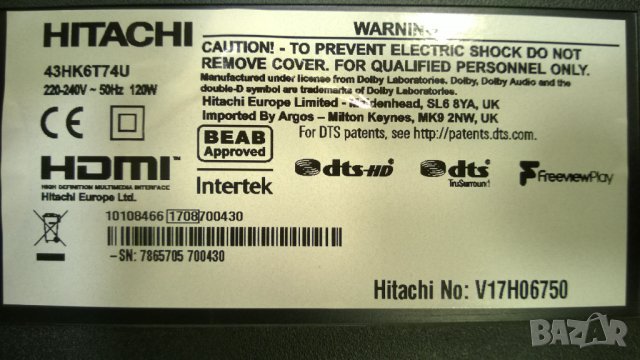 HITACHI
WARNING
43HK6T74U
220-240V ~ 50Hz 120W
CAUTION! - TO PREVENT ELECTRIC SHOCK DO NOT
REMOVE COVER. FOR QUALIFIED PERSONNEL ONLY.
Manufactured under license from Dolby Laboratories. Dolby, Dolby Audio and the
double-D symbol are trademarks of Dolby Laboratories.
Hitachi Europe Limited - Maidenhead, SL6 8YA, UK
Imported By Argos - Milton Keynes, MK9 2NW, UK
For DTS patents, see http://patents.dts.com.
CE
BEAB
Approved
Intertek
HDMI™
HIGH DEFINITION MULTIMEDIA INTERFACE
Hitachi Europe Ltd.
dts-HD
dts
TruSurround
FreeviewPlay
10108466 1708700430
-SN: 7865705 700430
Hitachi No: V17H06750
BAZAR